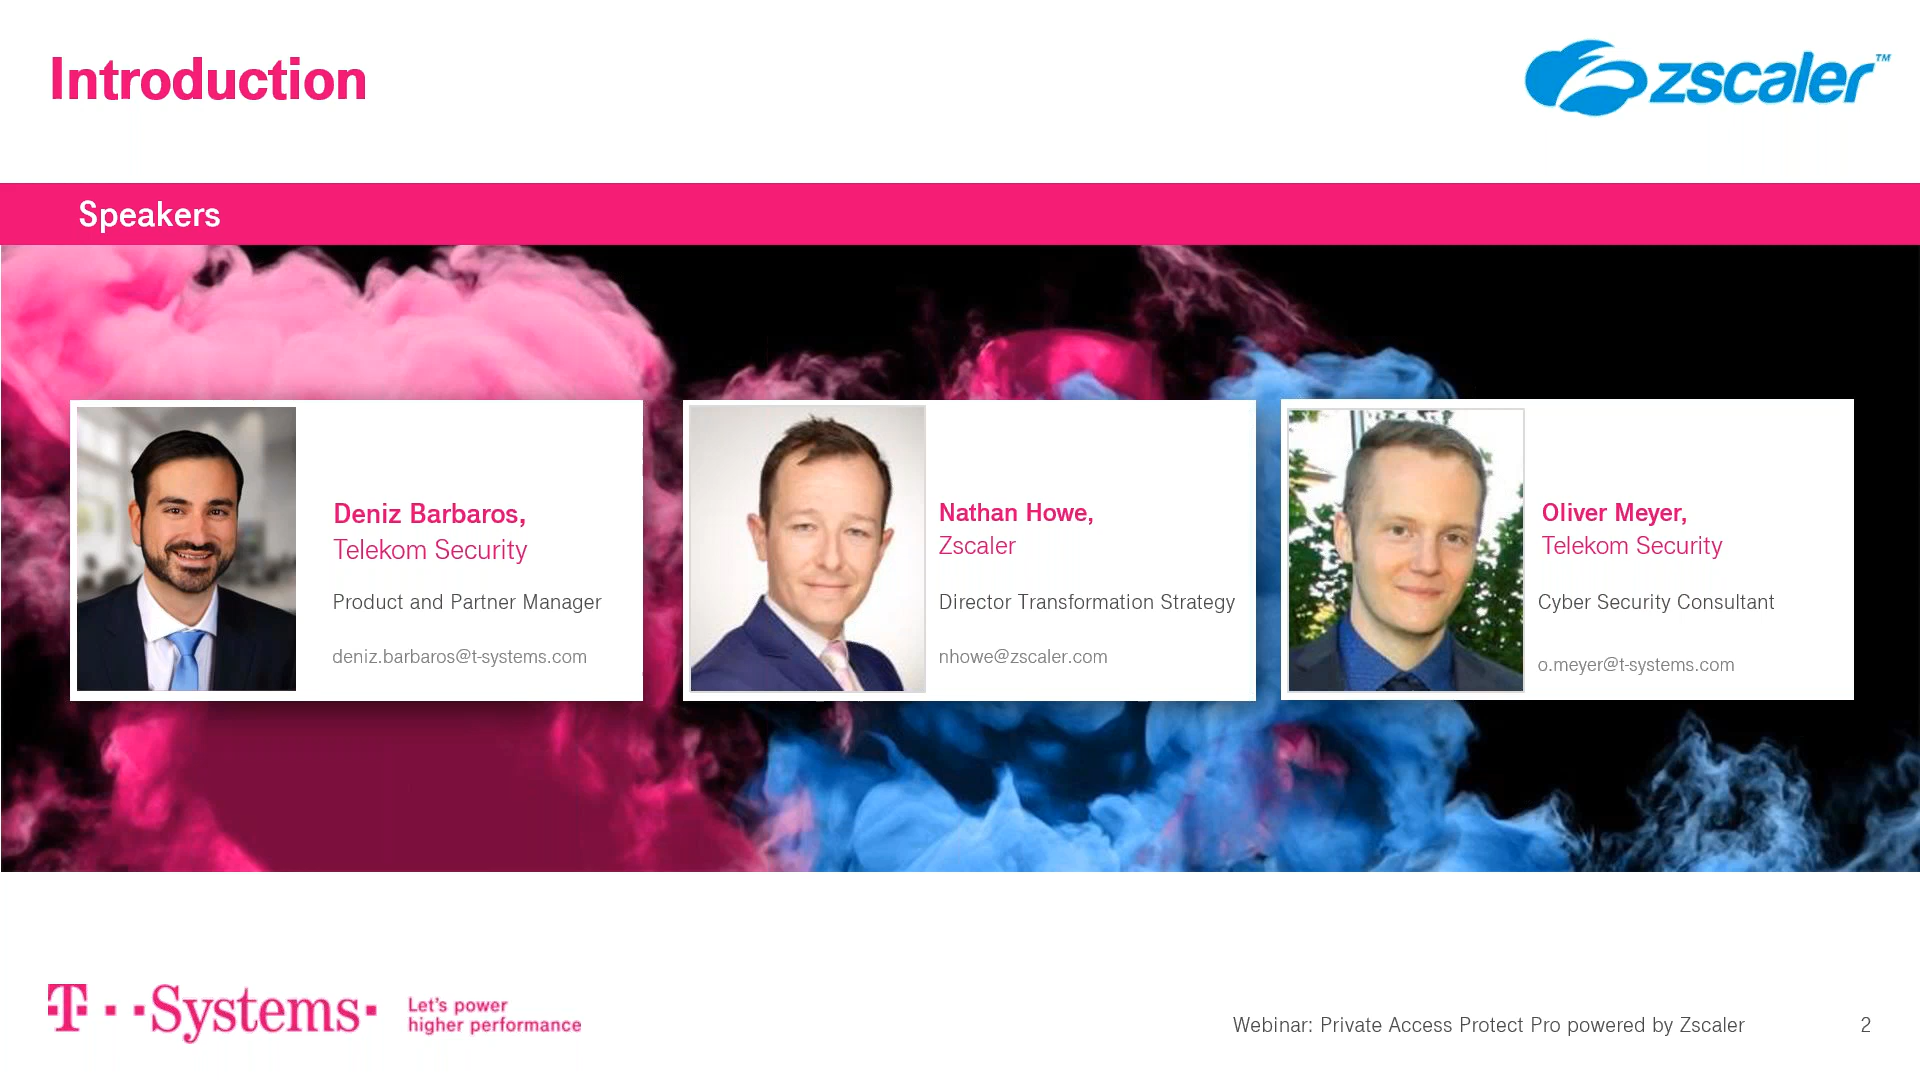 Introduction
zscaler™
Speakers
Deniz Barbaros,
Telekom Security
Product and Partner Manager
deniz.barbaros@t-systems.com
Nathan Howe,
Zscaler
Director Transformation Strategy
nhowe@zscaler.com
Oliver Meyer,
Telekom Security
Cyber Security Consultant
o.meyer@t-systems.com
T··Systems·
Let's power
higher performance
Webinar: Private Access Protect Pro powered by Zscaler
2